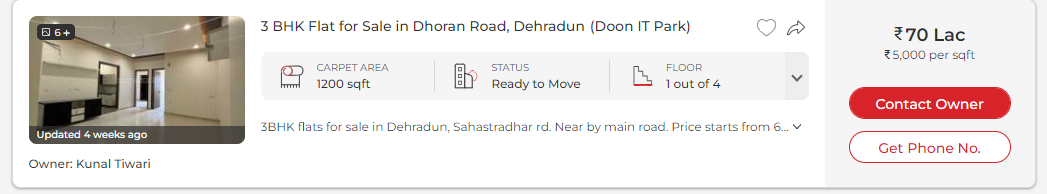 6 +
Updated 4 weeks ago
Owner: Kunal Tiwari
3 BHK Flat for Sale in Dhoran Road, Dehradun (Doon IT Park)
CARPET AREA
1200 sqft
STATUS
Ready to Move
FLOOR
1 out of 4
3BHK flats for sale in Dehradun, Sahastradhar rd. Near by main road. Price starts from 6...
₹70 Lac
₹5,000 per sqft
Contact Owner
Get Phone No.